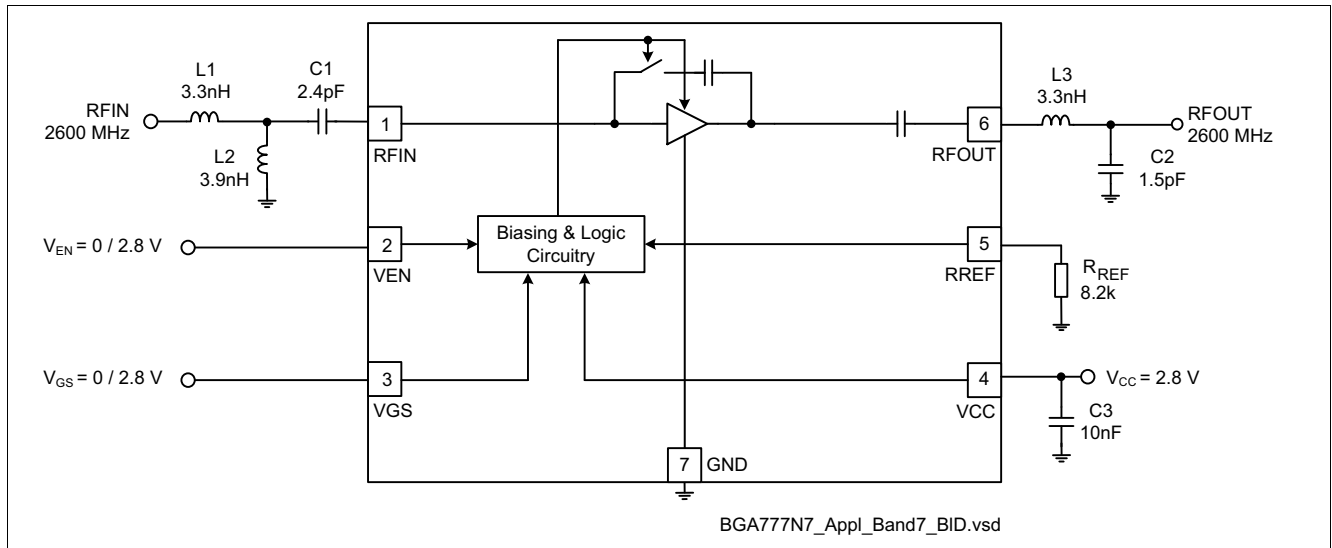 L1
3.3nH
C1
2.4pF
RFIN
2600 MHz
L2
3.9nH
1
RFIN
6
RFOUT
L3
3.3nH
RFOUT
2600 MHz
C2
1.5pF
VEN = 0 / 2.8 V
2
VEN
Biasing & Logic
Circuitry
5
RREF
RREF
8.2k
VGS = 0 / 2.8 V
3
VGS
4
VCC
VCC = 2.8 V
C3
10nF
7
GND
BGA777N7_Appl_Band7_BID.vsd